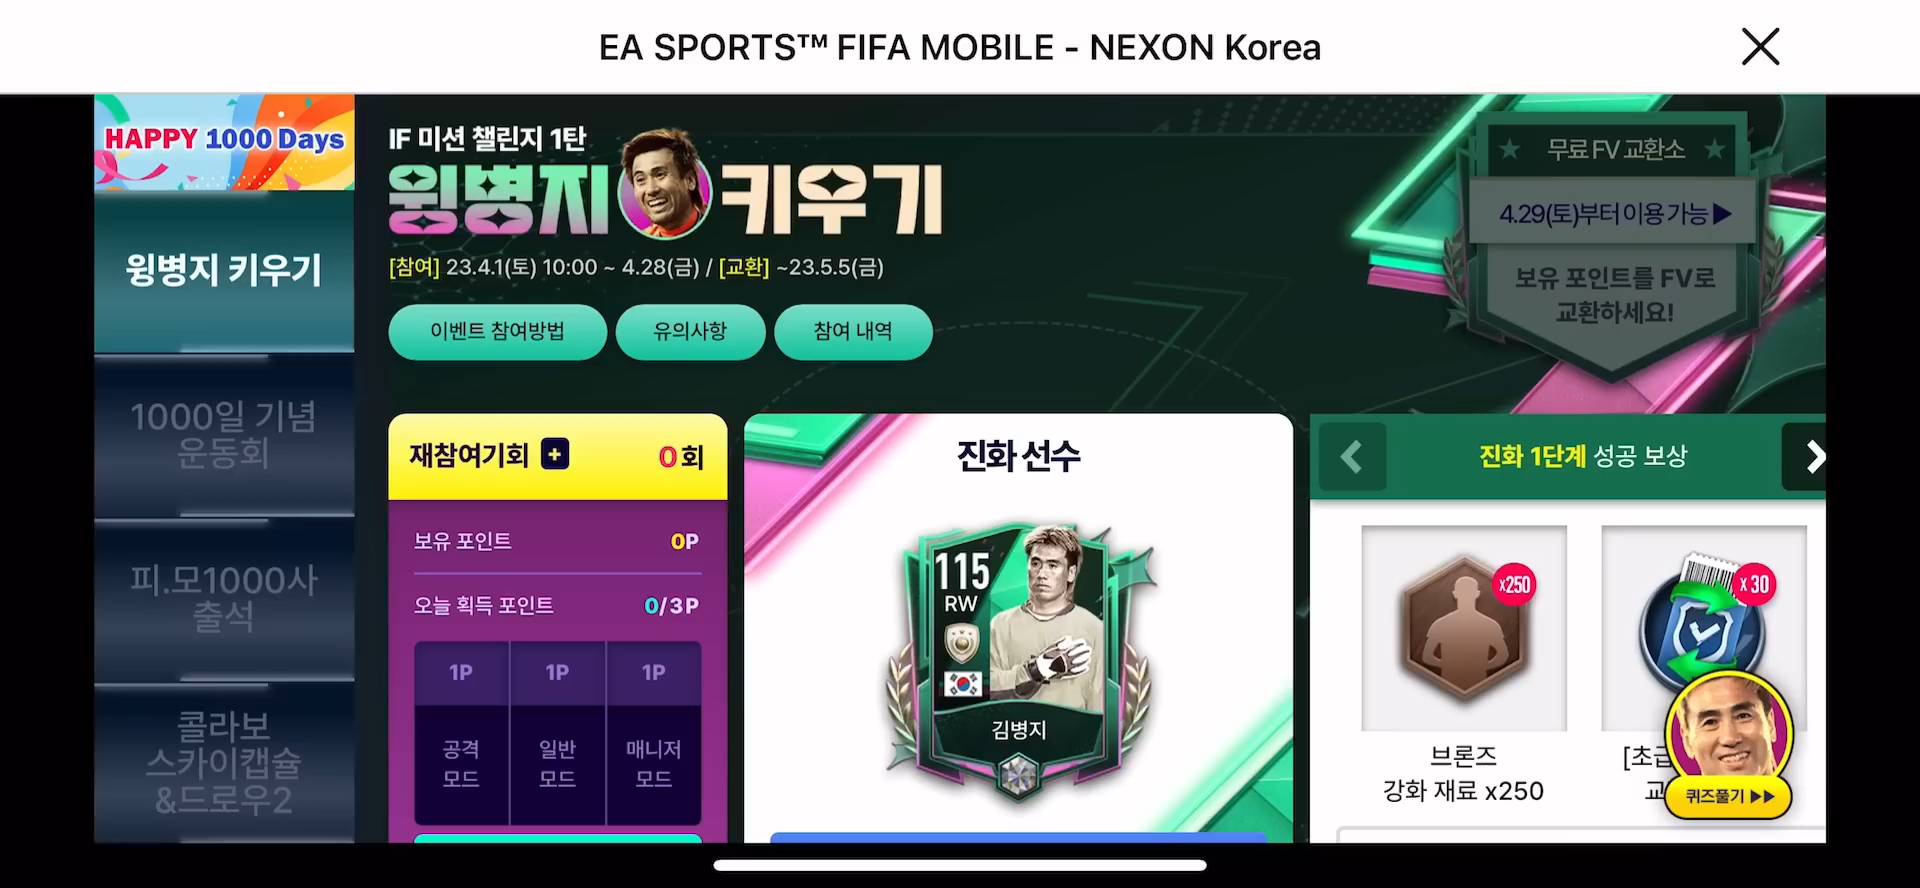 EA SPORTS™ FIFA MOBILE - NEXON Korea
HAPPY 1000 Days
윙병지 키우기
1000일 기념
운동회
피.모1000사
출석
콜라보
스카이캡슐
&드로우2
IF 미션 챌린지 1탄
윙병지 키우기
[참여] 23.4.1(토) 10:00 ~ 4.28(금) / [교환] ~23.5.5(금)
이벤트 참여방법
유의사항
참여 내역
무료 FV 교환소
4.29(토)부터 이용 가능▶
보유 포인트를 FV로
교환하세요!
재참여기회 +
0회
보유 포인트
0P
오늘 획득 포인트
0/3P
1P
1P
1P
공격
모드
일반
모드
매니저
모드
진화 선수
115
RW
김병지
진화 1단계 성공 보상
x250
브론즈
강화 재료 x250
x 30
[초급
교
퀴즈풀기 ▶▶